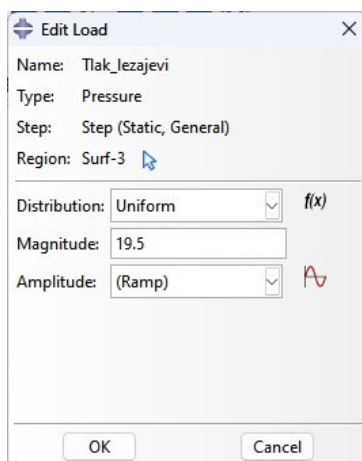 Edit Load
Name: Tlak_lezajevi
Type: Pressure
Step: Step (Static, General)
Region: Surf-3
Distribution: Uniform f(x)
Magnitude: 19.5
Amplitude: (Ramp)
OK Cancel